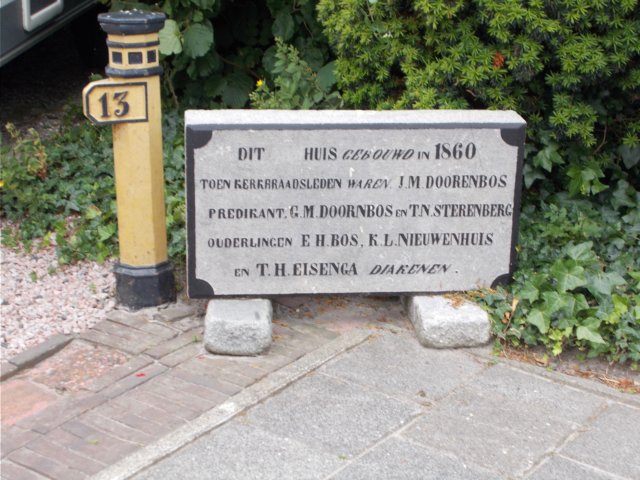 13
DIT HUIS GEBOUWD IN 1860
TOEN KERKRAADSLEDEN WAREN. J.M DOORENBOS
PREDIKANT. G.M. DOORNBOS EN T.N. STERENBERG
OUDERLINGEN E H. BOS, K. L. NIEUWENHUIS
EN T. H. EISENGA DIAKENEN.